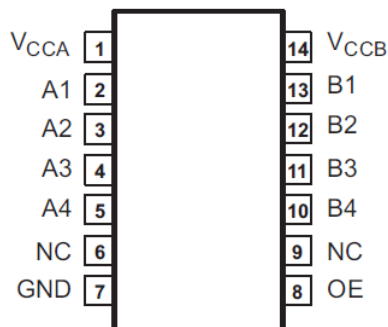 VCCA 1 14 VCCB
A1 2 13 B1
A2 3 12 B2
A3 4 11 B3
A4 5 10 B4
NC 6 9 NC
GND 7 8 OE